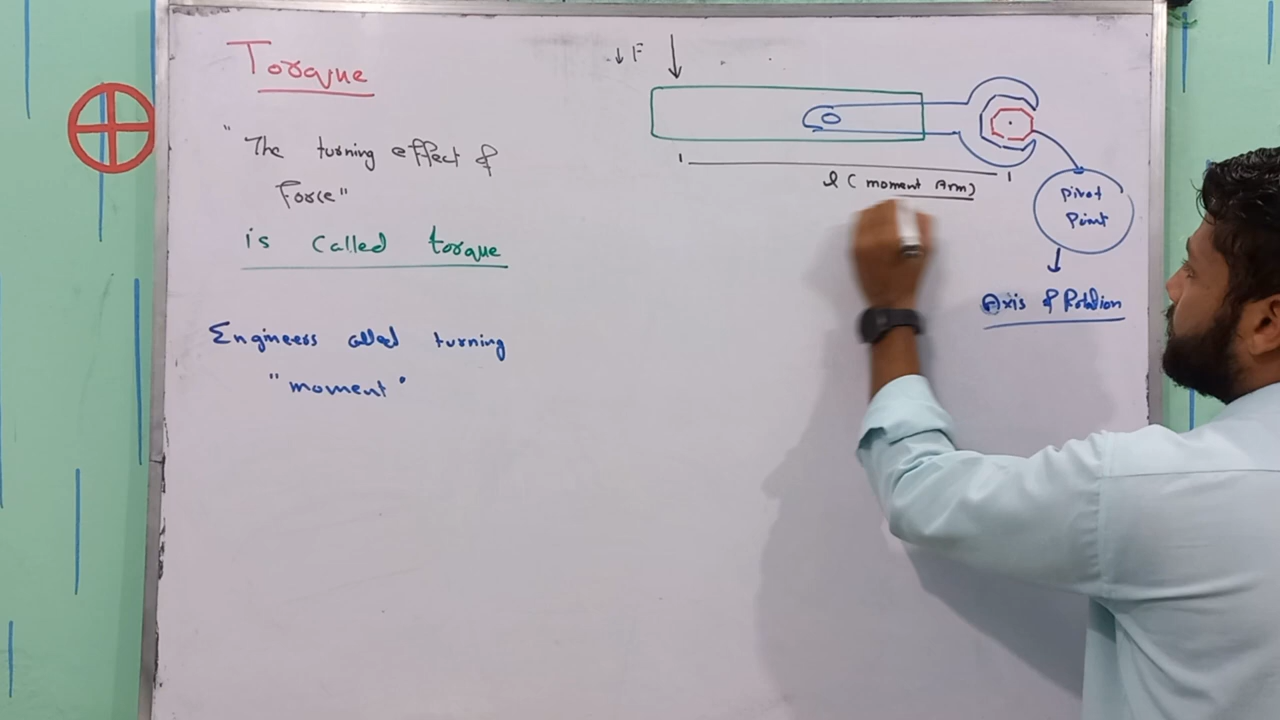 Torque
"The turning effect of
Force"
is Called torque
Engineers called turning
"moment"
↓ F
l ( moment Arm)
Pivot
Point
Axis of Rotation